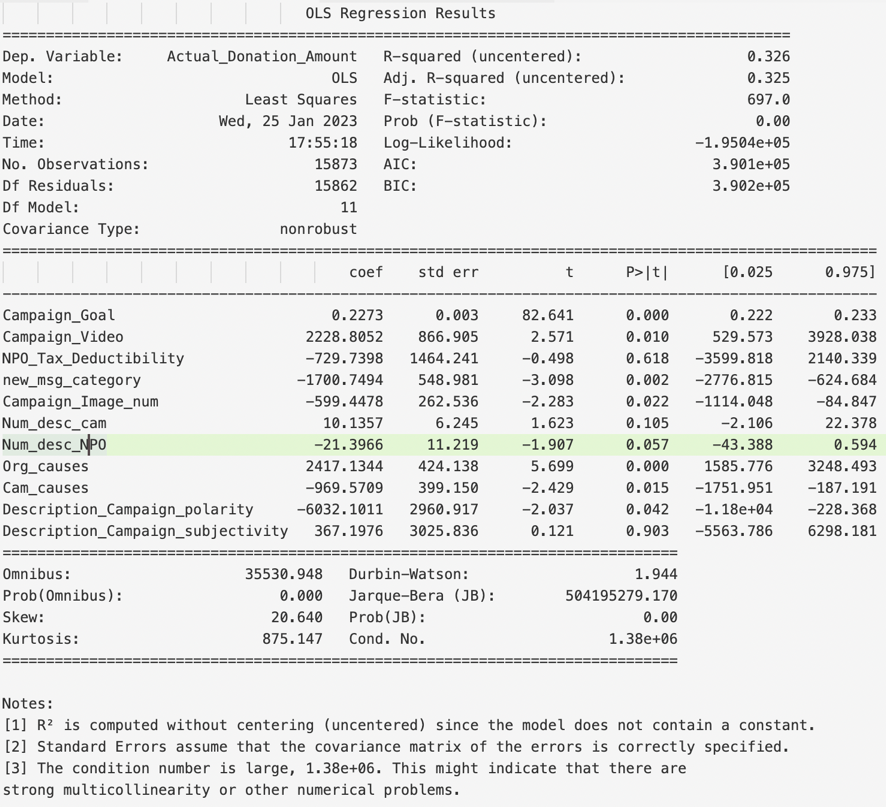 OLS Regression Results
==============================================================================
Dep. Variable: Actual_Donation_Amount R-squared (uncentered): 0.326
Model: OLS Adj. R-squared (uncentered): 0.325
Method: Least Squares F-statistic: 697.0
Date: Wed, 25 Jan 2023 Prob (F-statistic): 0.00
Time: 17:55:18 Log-Likelihood: -1.9504e+05
No. Observations: 15873 AIC: 3.901e+05
Df Residuals: 15862 BIC: 3.902e+05
Df Model: 11
Covariance Type: nonrobust
==============================================================================
coef std err t P>|t| [0.025 0.975]
------------------------------------------------------------------------------
Campaign_Goal 0.2273 0.003 82.641 0.000 0.222 0.233
Campaign_Video 2228.8052 866.905 2.571 0.010 529.573 3928.038
NPO_Tax_Deductibility -729.7398 1464.241 -0.498 0.618 -3599.818 2140.339
new_msg_category -1700.7494 548.981 -3.098 0.002 -2776.815 -624.684
Campaign_Image_num -599.4478 262.536 -2.283 0.022 -1114.048 -84.847
Num_desc_cam 10.1357 6.245 1.623 0.105 -2.106 22.378
Num_desc_NPO -21.3966 11.219 -1.907 0.057 -43.388 0.594
Org_causes 2417.1344 424.138 5.699 0.000 1585.776 3248.493
Cam_causes -969.5709 399.150 -2.429 0.015 -1751.951 -187.191
Description_Campaign_polarity -6032.1011 2960.917 -2.037 0.042 -1.18e+04 -228.368
Description_Campaign_subjectivity 367.1976 3025.836 0.121 0.903 -5563.786 6298.181
==============================================================================
Omnibus: 35530.948 Durbin-Watson: 1.944
Prob(Omnibus): 0.000 Jarque-Bera (JB): 504195279.170
Skew: 20.640 Prob(JB): 0.00
Kurtosis: 875.147 Cond. No. 1.38e+06
==============================================================================
Notes:
[1] R² is computed without centering (uncentered) since the model does not contain a constant.
[2] Standard Errors assume that the covariance matrix of the errors is correctly specified.
[3] The condition number is large, 1.38e+06. This might indicate that there are
strong multicollinearity or other numerical problems.